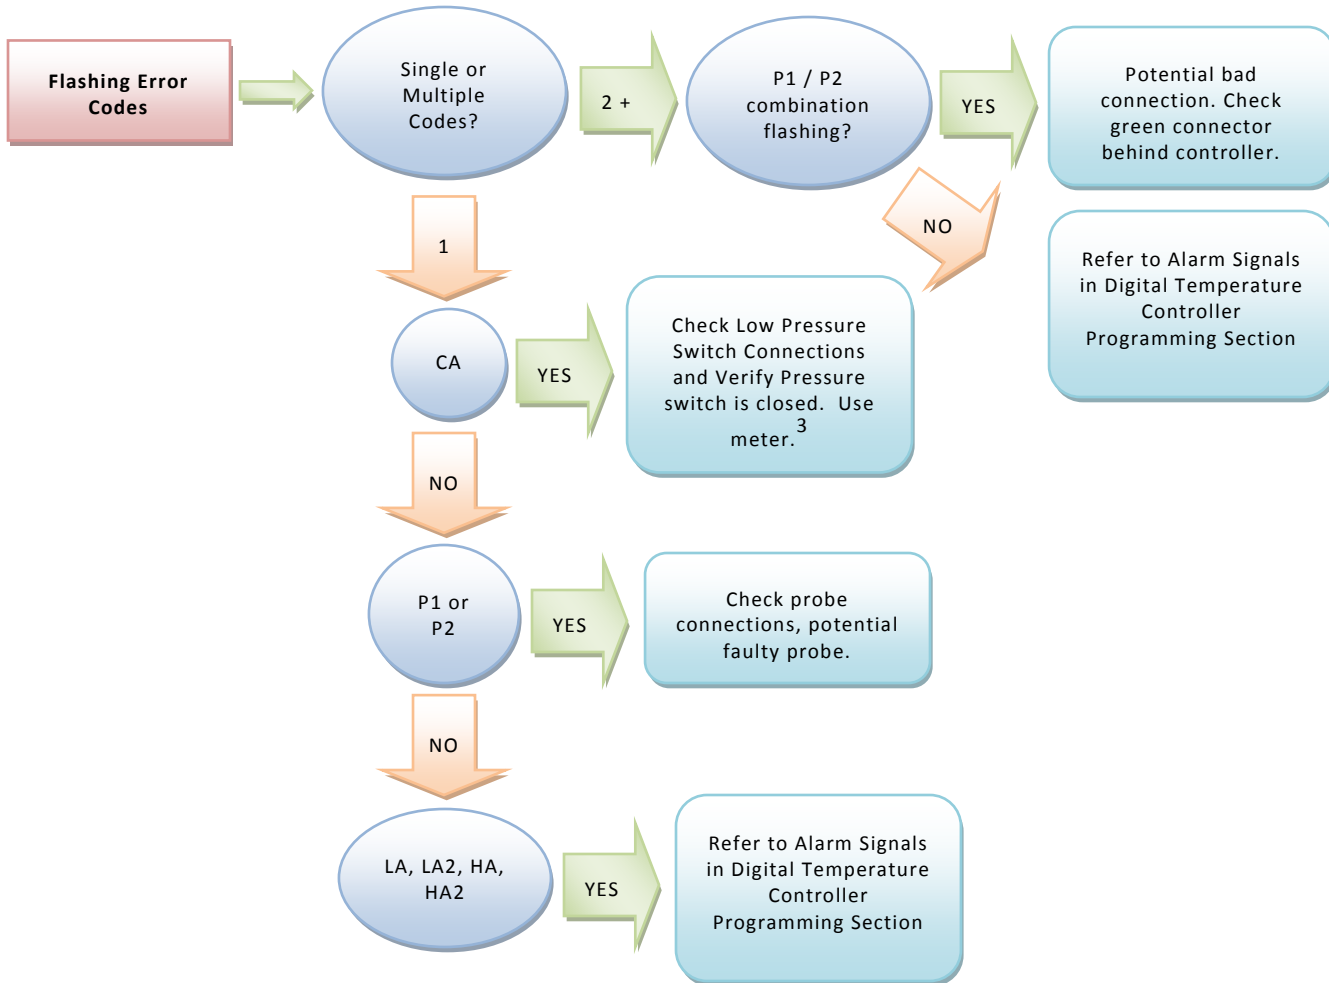 Flashing Error
Codes
Single or
Multiple
Codes?
2 +
P1 / P2
combination
flashing?
YES
Potential bad
connection. Check
green connector
behind controller.
NO
Refer to Alarm Signals
in Digital Temperature
Controller
Programming Section
1
CA
YES
Check Low Pressure
Switch Connections
and Verify Pressure
switch is closed. Use
meter.3
NO
P1 or
P2
YES
Check probe
connections, potential
faulty probe.
NO
LA, LA2, HA,
HA2
YES
Refer to Alarm Signals
in Digital Temperature
Controller
Programming Section